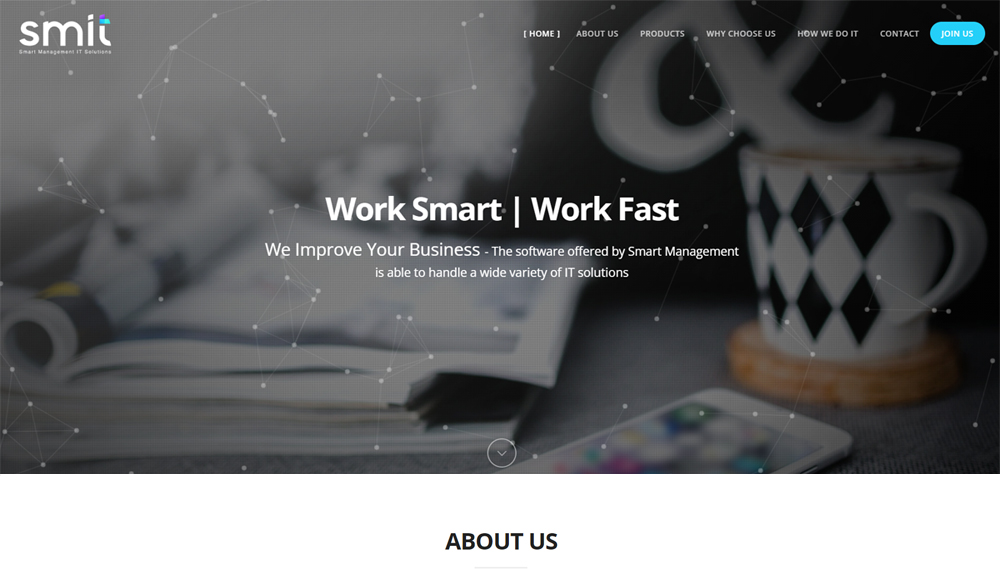 smit
Smart Management IT Solutions
[ HOME ] ABOUT US PRODUCTS WHY CHOOSE US HOW WE DO IT CONTACT JOIN US
&
Work Smart | Work Fast
We Improve Your Business - The software offered by Smart Management
is able to handle a wide variety of IT solutions
ABOUT US